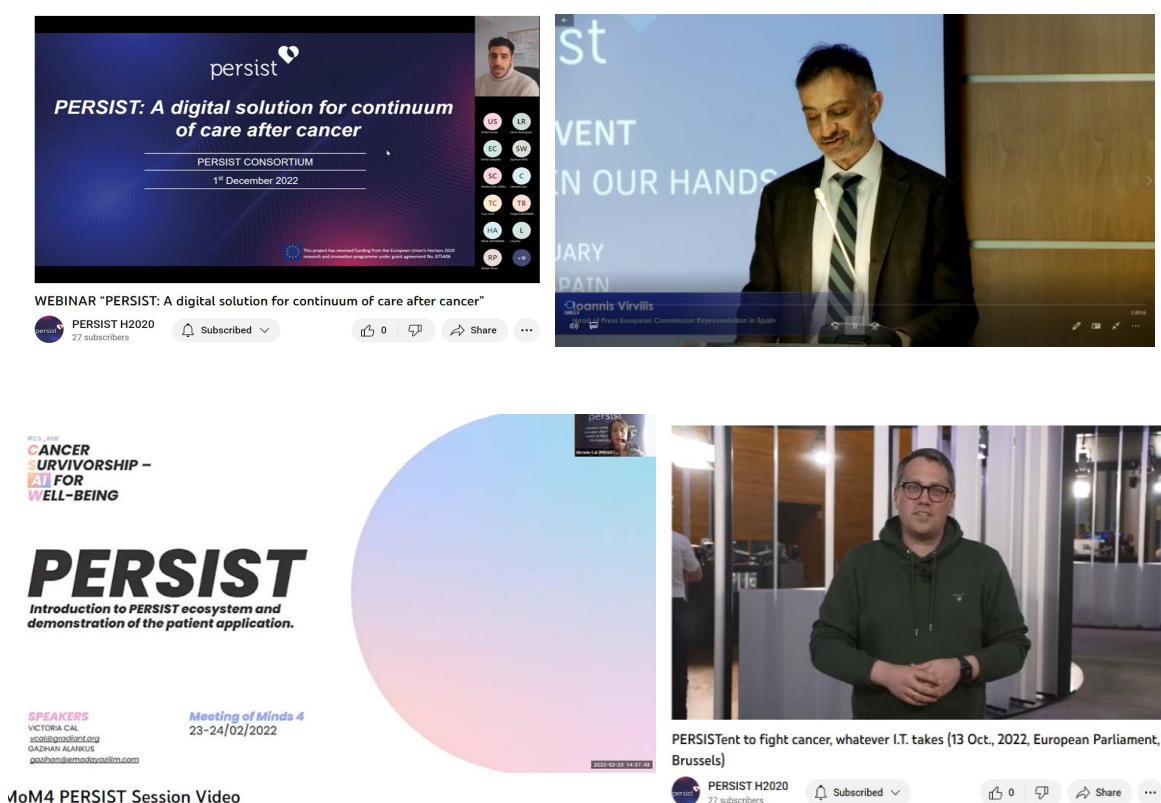 persist
PERSIST: A digital solution for continuum
of care after cancer
PERSIST CONSORTIUM
1st December 2022
This project has received funding from the European Union's Horizon 2020
research and innovation programme under grant agreement No. 875406
US LR
EC SW
SC C
TC TB
HA L
RP +18
WEBINAR "PERSIST: A digital solution for continuum of care after cancer"
persist
PERSIST H2020
27 subscribers
Subscribed
0
Share
st
VENT
N OUR HANDS
UARY
PAIN
Ioannis Virvilis
Head of Press European Commission Representation in Spain
#CS_AIW
CANCER
SURVIVORSHIP –
AI FOR
WELL-BEING
persist
PERSIST
Introduction to PERSIST ecosystem and
demonstration of the patient application.
SPEAKERS
VICTORIA CAL
vcal@gradiant.org
GAZIHAN ALANKUS
gazihan@emodayazilim.com
Meeting of Minds 4
23-24/02/2022
2022-02-23 14:57:43
MoM4 PERSIST Session Video
PERSISTent to fight cancer, whatever I.T. takes (13 Oct., 2022, European Parliament,
Brussels)
persist
PERSIST H2020
27 subscribers
Subscribed
0
Share